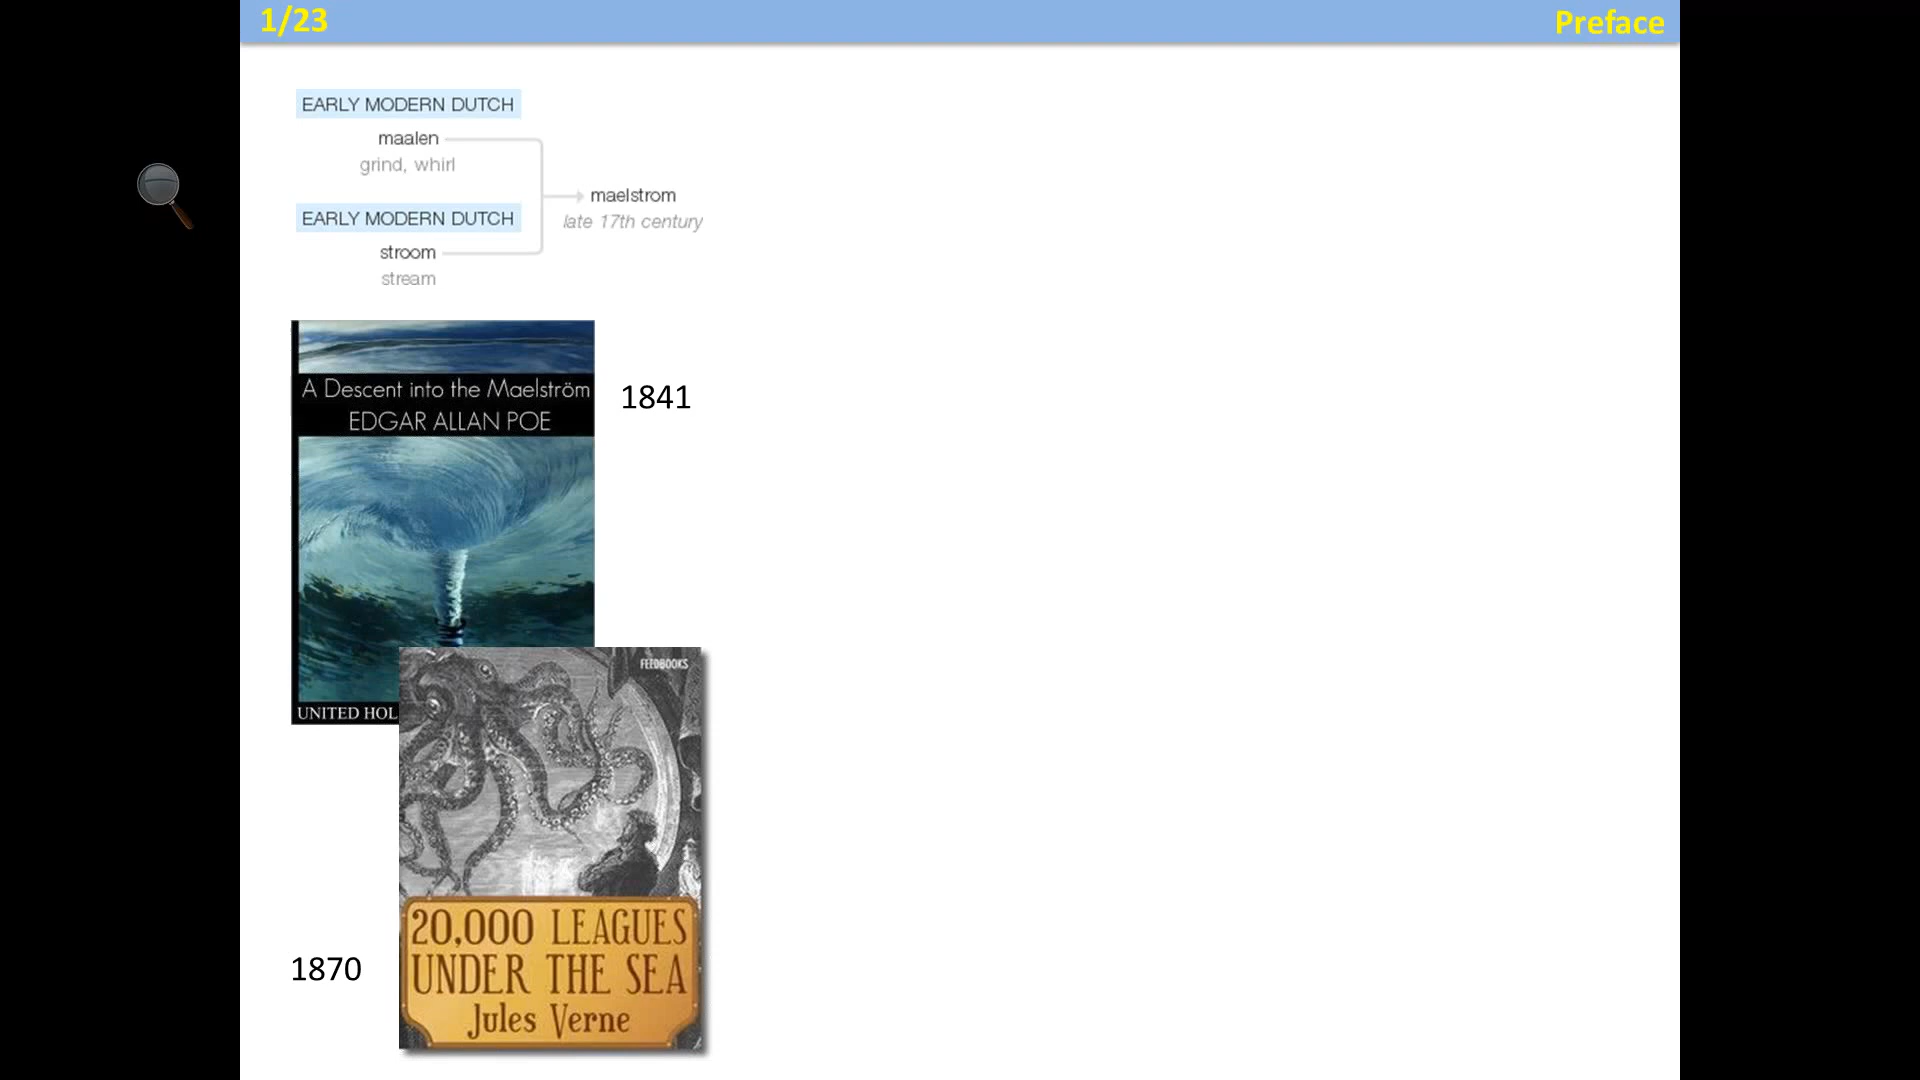 1/23
Preface
EARLY MODERN DUTCH
maalen
grind, whirl
EARLY MODERN DUTCH
stroom
stream
maelstrom
late 17th century
A Descent into the Maelström
EDGAR ALLAN POE
1841
UNITED HOL
FEEDBOOKS
20,000 LEAGUES
UNDER THE SEA
Jules Verne
1870